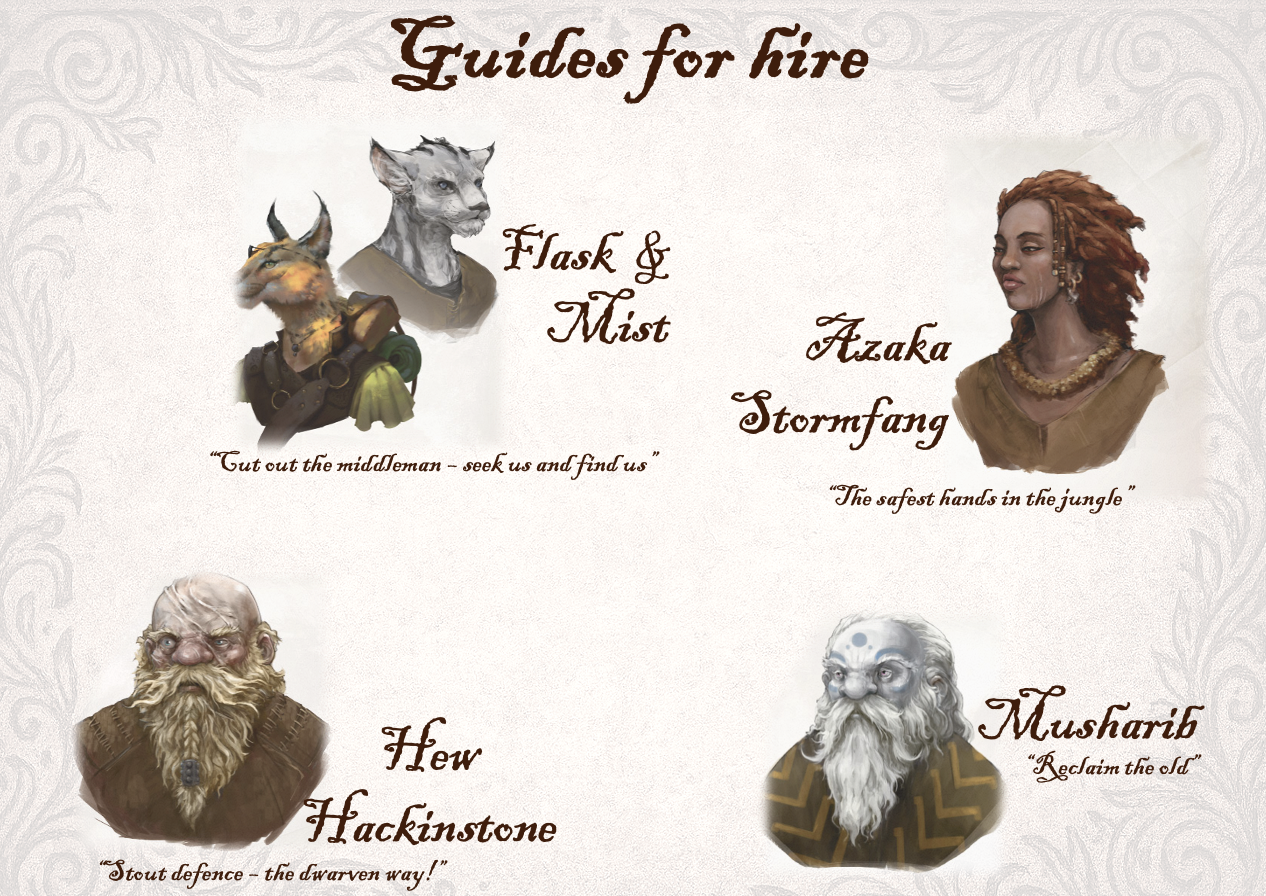 Guides for hire
Flask &
Mist
"Cut out the middleman – seek us and find us"
Azaka
Stormfang
"The safest hands in the jungle"
Hew
Hackinstone
"Stout defence – the dwarven way!"
Musharib
"Reclaim the old"